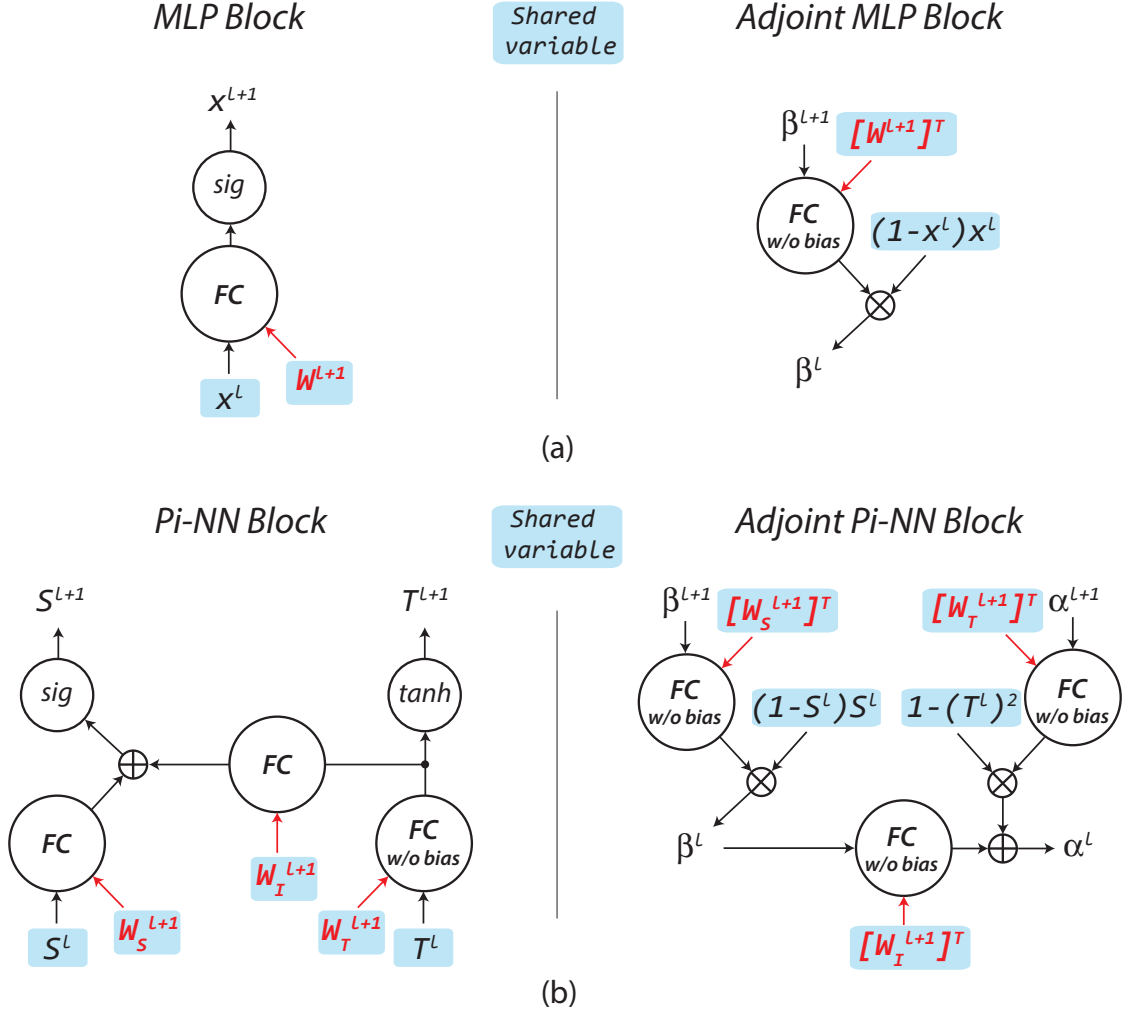 MLP Block
Shared
variable
Adjoint MLP Block
x^{l+1}
sig
FC
W^{l+1}
x^l
β^{l+1}
[W^{l+1}]^T
FC
w/o bias
(1-x^l)x^l
β^l
(a)
Pi-NN Block
Shared
variable
Adjoint Pi-NN Block
S^{l+1}
T^{l+1}
sig
tanh
FC
FC
FC
w/o bias
W_I^{l+1}
W_S^{l+1}
W_T^{l+1}
S^l
T^l
β^{l+1}
[W_S^{l+1}]^T
[W_T^{l+1}]^T
α^{l+1}
FC
w/o bias
(1-S^l)S^l
1-(T^l)^2
FC
w/o bias
β^l
FC
w/o bias
α^l
[W_I^{l+1}]^T
(b)